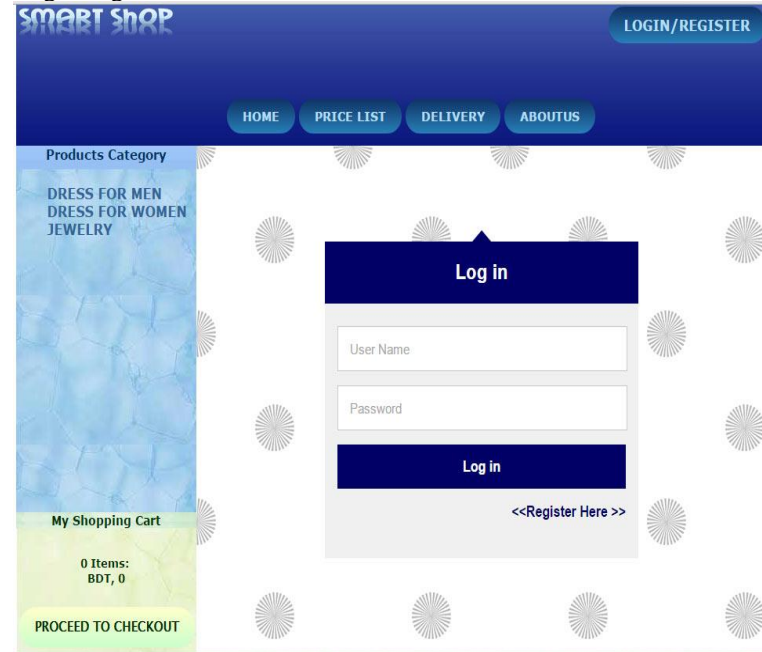 SMART ShOP
LOGIN/REGISTER
HOME PRICE LIST DELIVERY ABOUTUS
Products Category
DRESS FOR MEN
DRESS FOR WOMEN
JEWELRY
Log in
User Name
Password
Log in
<<Register Here >>
My Shopping Cart
0 Items:
BDT, 0
PROCEED TO CHECKOUT